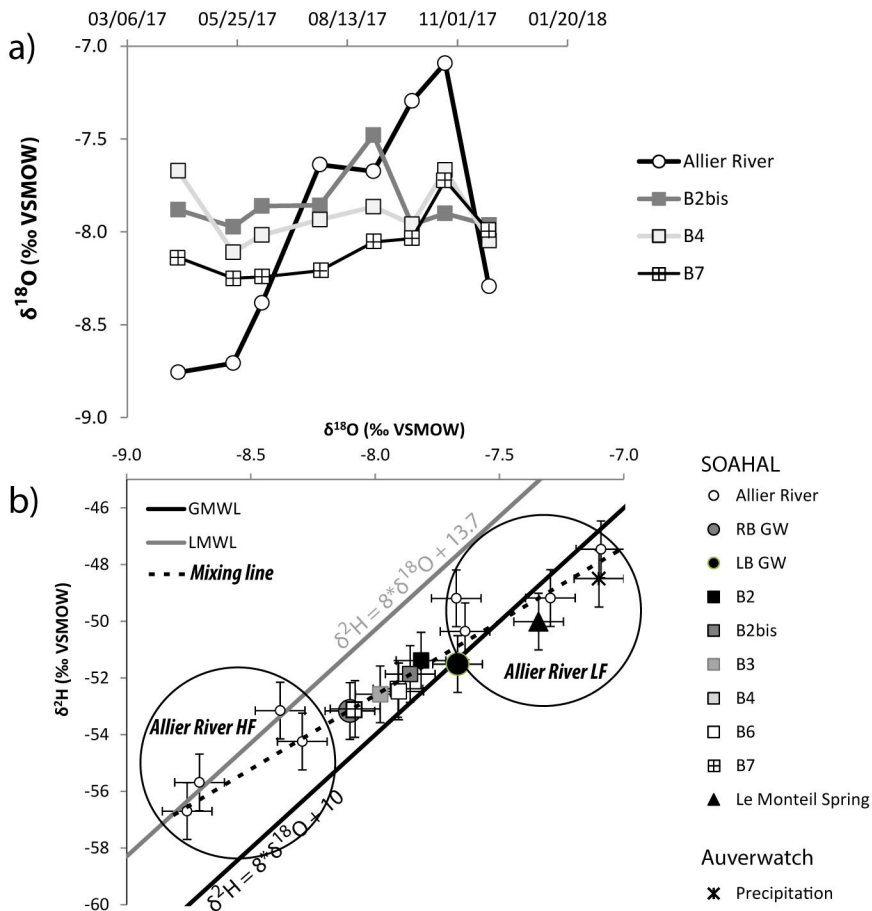 03/06/17 05/25/17 08/13/17 11/01/17 01/20/18
a)
-7.0
-7.5
-8.0
-8.5
-9.0
δ18O (‰ VSMOW)
Allier River
B2bis
B4
B7
δ18O (‰ VSMOW)
-9.0 -8.5 -8.0 -7.5 -7.0
b)
GMWL
LMWL
Mixing line
-46
-48
-50
-52
-54
-56
-58
-60
δ2H (‰ VSMOW)
δ2H = 8*δ18O + 13.7
δ2H = 8*δ18O + 10
Allier River HF
Allier River LF
SOAHAL
Allier River
RB GW
LB GW
B2
B2bis
B3
B4
B6
B7
Le Monteil Spring
Auverwatch
Precipitation